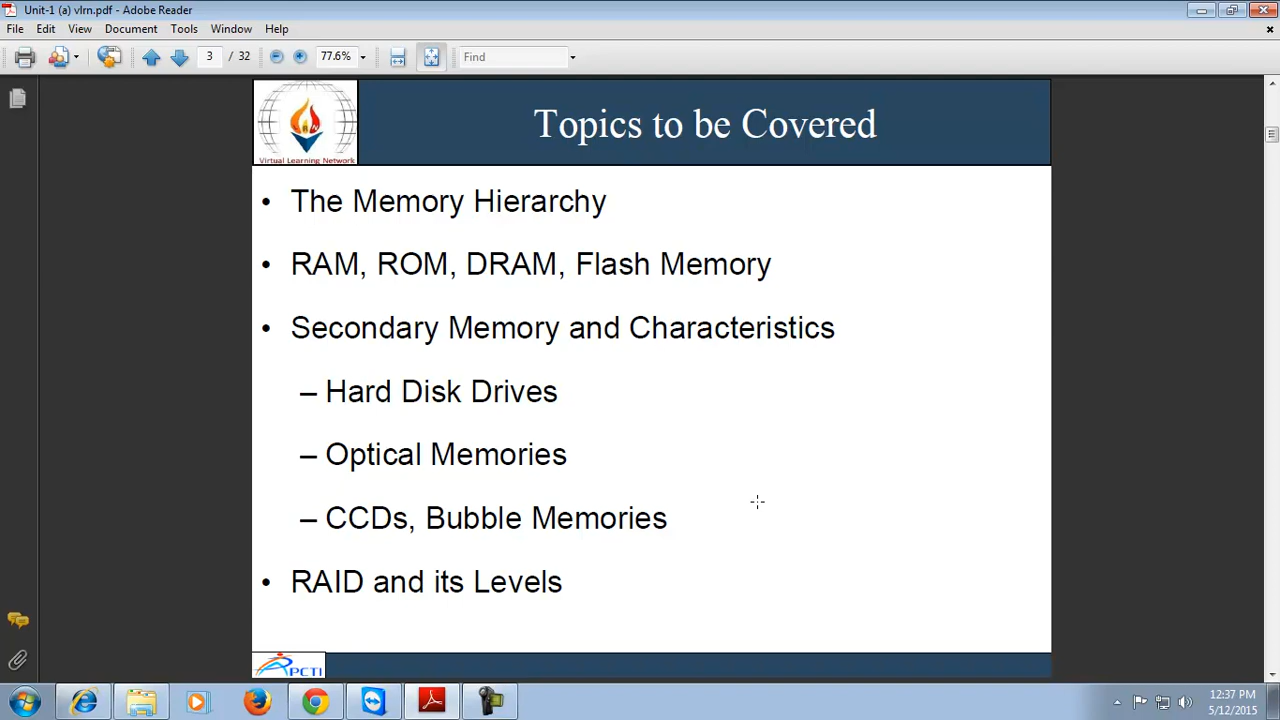 Unit-1 (a) vlrn.pdf - Adobe Reader
File Edit View Document Tools Window Help
3 / 32 77.6% Find
Virtual Learning Network
Topics to be Covered
• The Memory Hierarchy
• RAM, ROM, DRAM, Flash Memory
• Secondary Memory and Characteristics
– Hard Disk Drives
– Optical Memories
– CCDs, Bubble Memories
• RAID and its Levels
PCTI
12:37 PM
5/12/2015